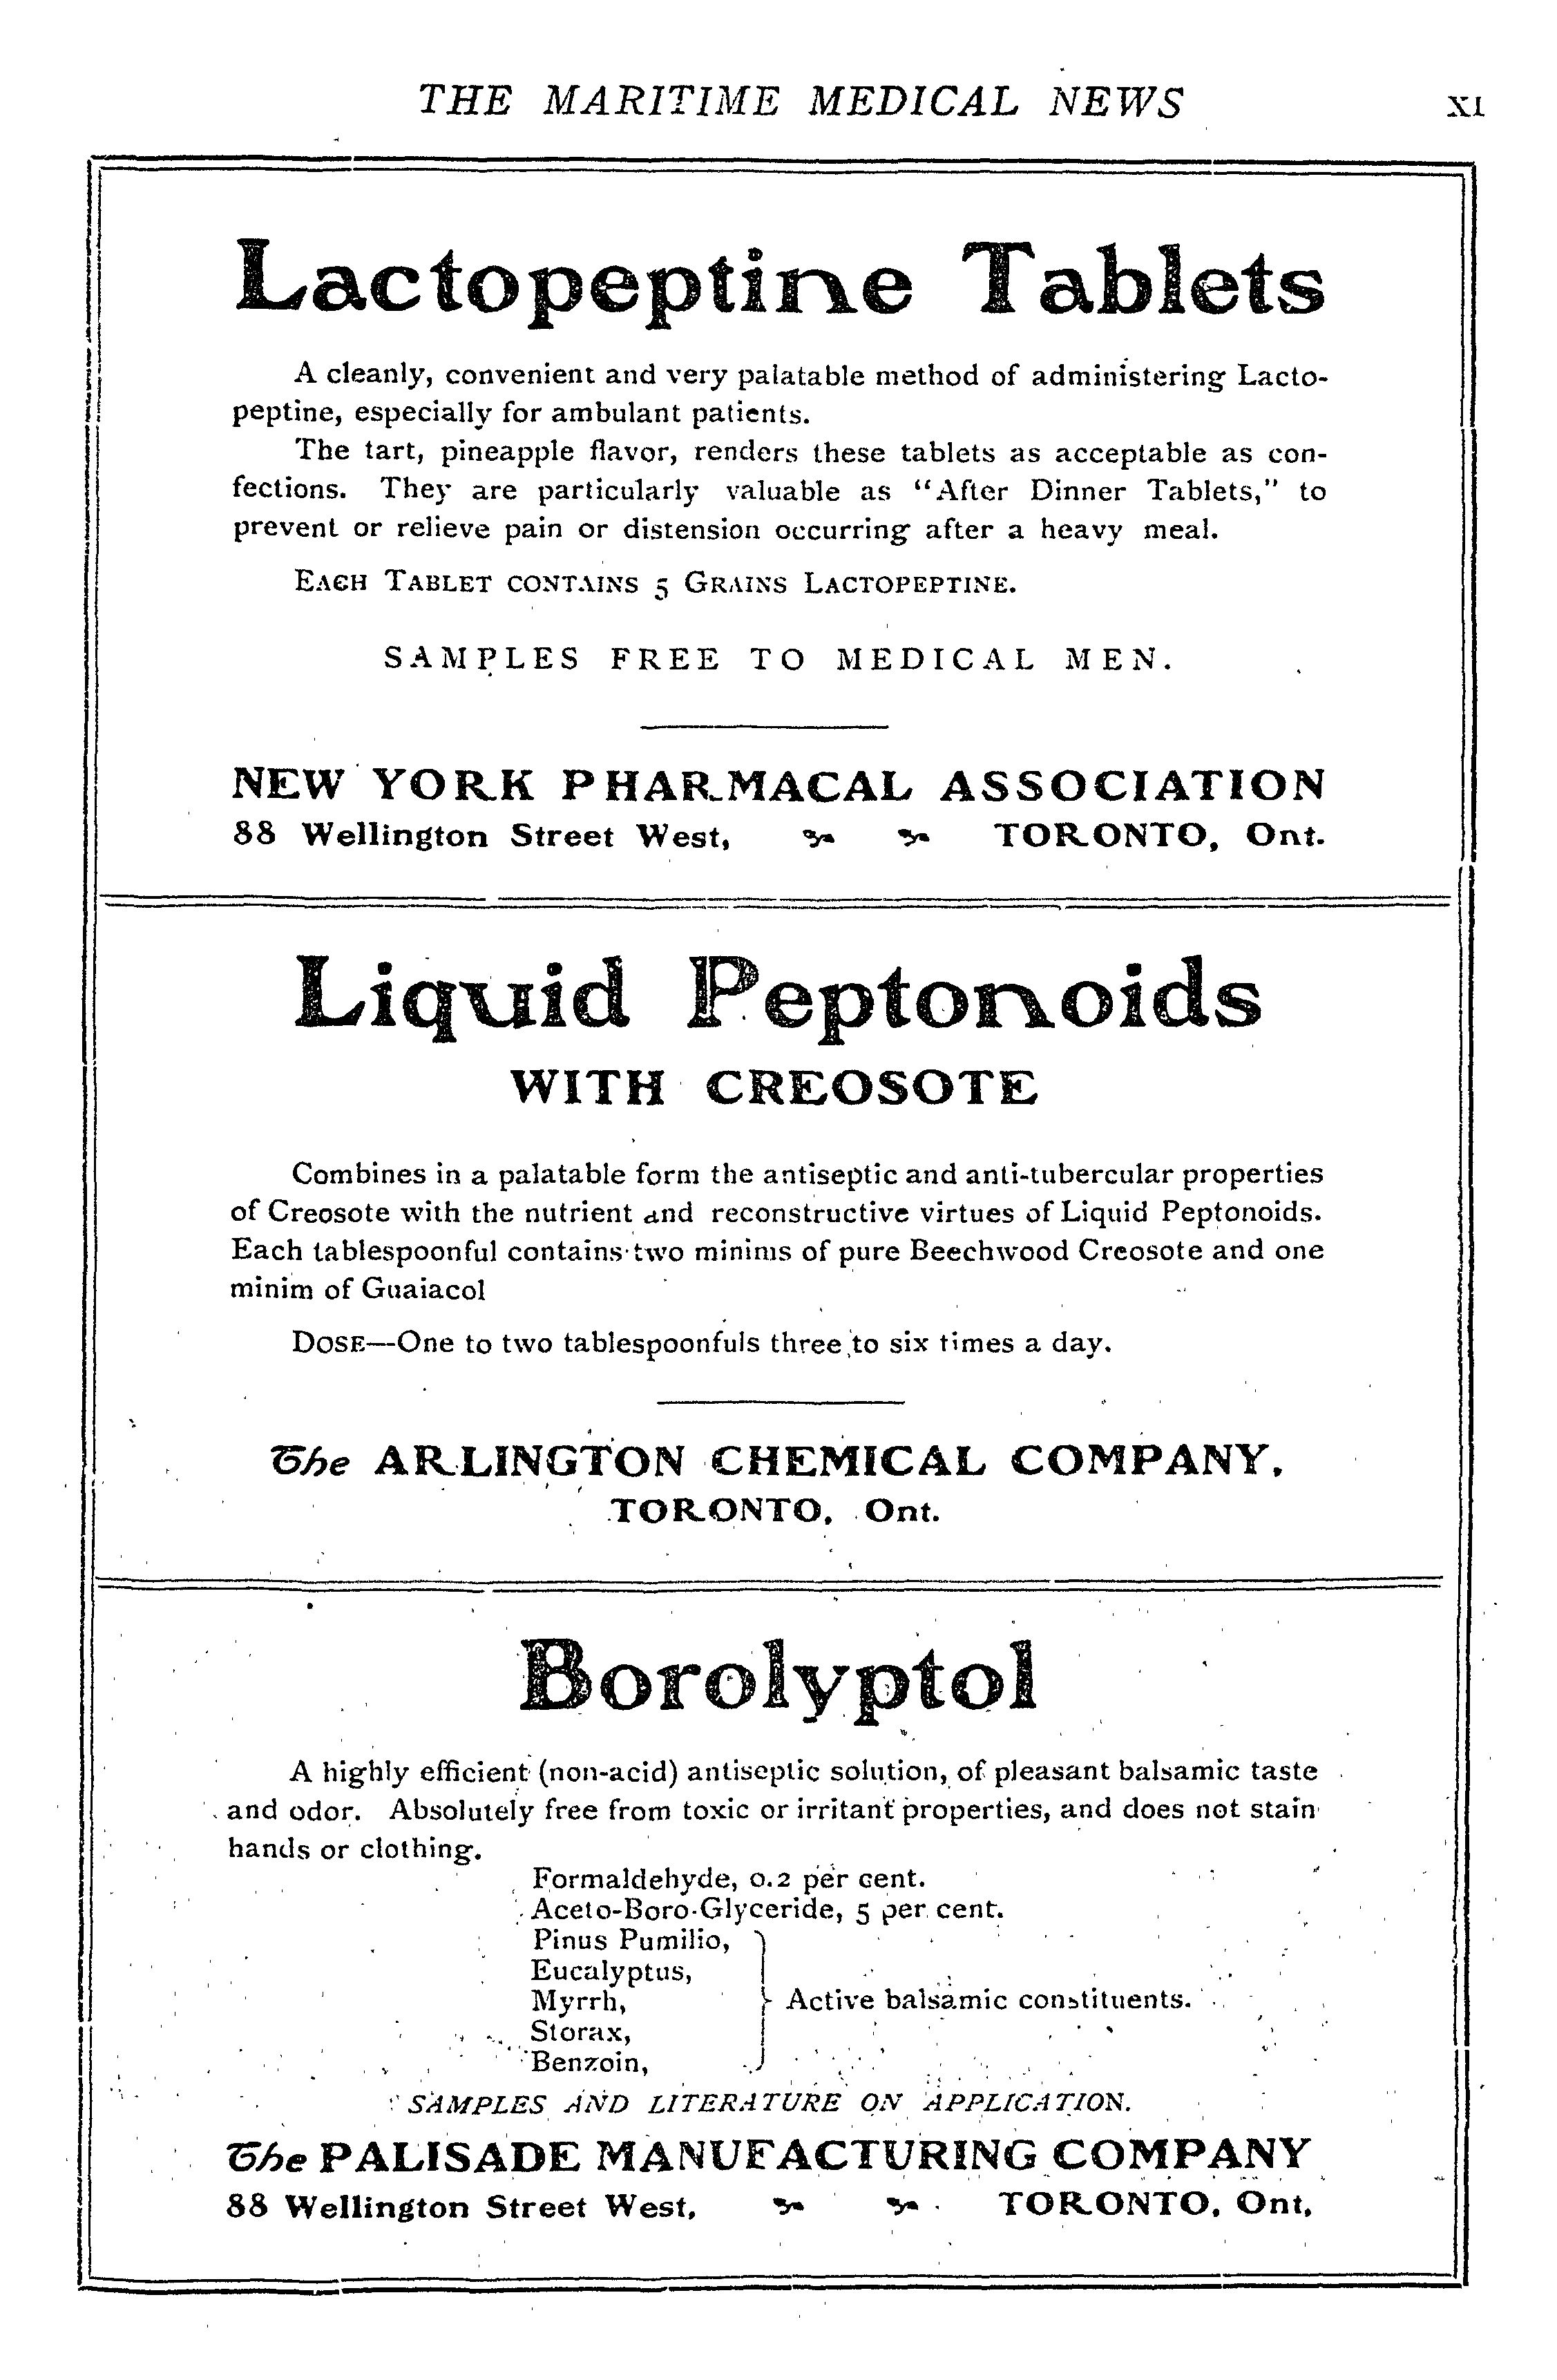 THE MARITIME MEDICAL NEWS XI
Lactopeptine Tablets
A cleanly, convenient and very palatable method of administering Lacto-
peptine, especially for ambulant patients.
The tart, pineapple flavor, renders these tablets as acceptable as con-
fections. They are particularly valuable as "After Dinner Tablets," to
prevent or relieve pain or distension occurring after a heavy meal.
EACH TABLET CONTAINS 5 GRAINS LACTOPEPTINE.
SAMPLES FREE TO MEDICAL MEN.
NEW YORK PHARMACAL ASSOCIATION
88 Wellington Street West, TORONTO, Ont.
Liquid Peptonoids
WITH CREOSOTE
Combines in a palatable form the antiseptic and anti-tubercular properties
of Creosote with the nutrient and reconstructive virtues of Liquid Peptonoids.
Each tablespoonful contains two minims of pure Beechwood Creosote and one
minim of Guaiacol
DOSE—One to two tablespoonfuls three to six times a day.
The ARLINGTON CHEMICAL COMPANY,
TORONTO, Ont.
Borolyptol
A highly efficient (non-acid) antiseptic solution, of pleasant balsamic taste
and odor. Absolutely free from toxic or irritant properties, and does not stain
hands or clothing.
Formaldehyde, 0.2 per cent.
Aceto-Boro-Glyceride, 5 per cent.
Pinus Pumilio,
Eucalyptus,
Myrrh, } Active balsamic constituents.
Storax,
Benzoin,
SAMPLES AND LITERATURE ON APPLICATION.
The PALISADE MANUFACTURING COMPANY
88 Wellington Street West, TORONTO, Ont,